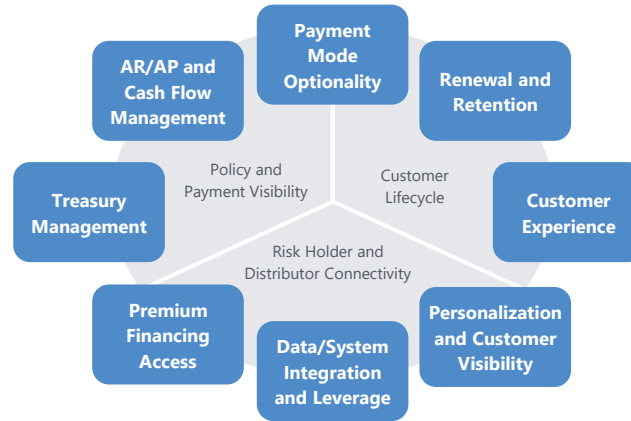 Payment
Mode
Optionality
AR/AP and
Cash Flow
Management
Renewal and
Retention
Policy and
Payment Visibility
Customer
Lifecycle
Treasury
Management
Customer
Experience
Risk Holder and
Distributor Connectivity
Premium
Financing
Access
Data/System
Integration
and Leverage
Personalization
and Customer
Visibility